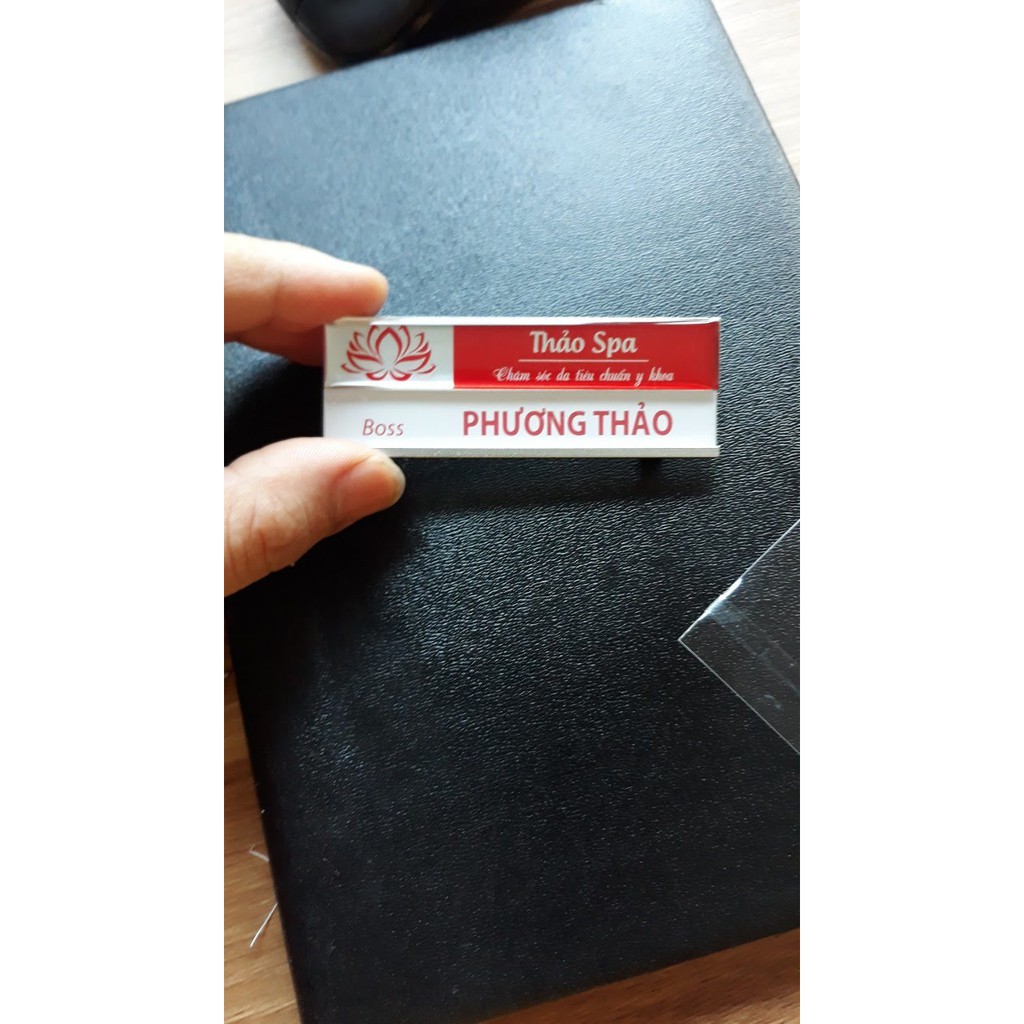 Thảo Spa
Chăm sóc da tiêu chuẩn y khoa
Boss PHƯƠNG THẢO